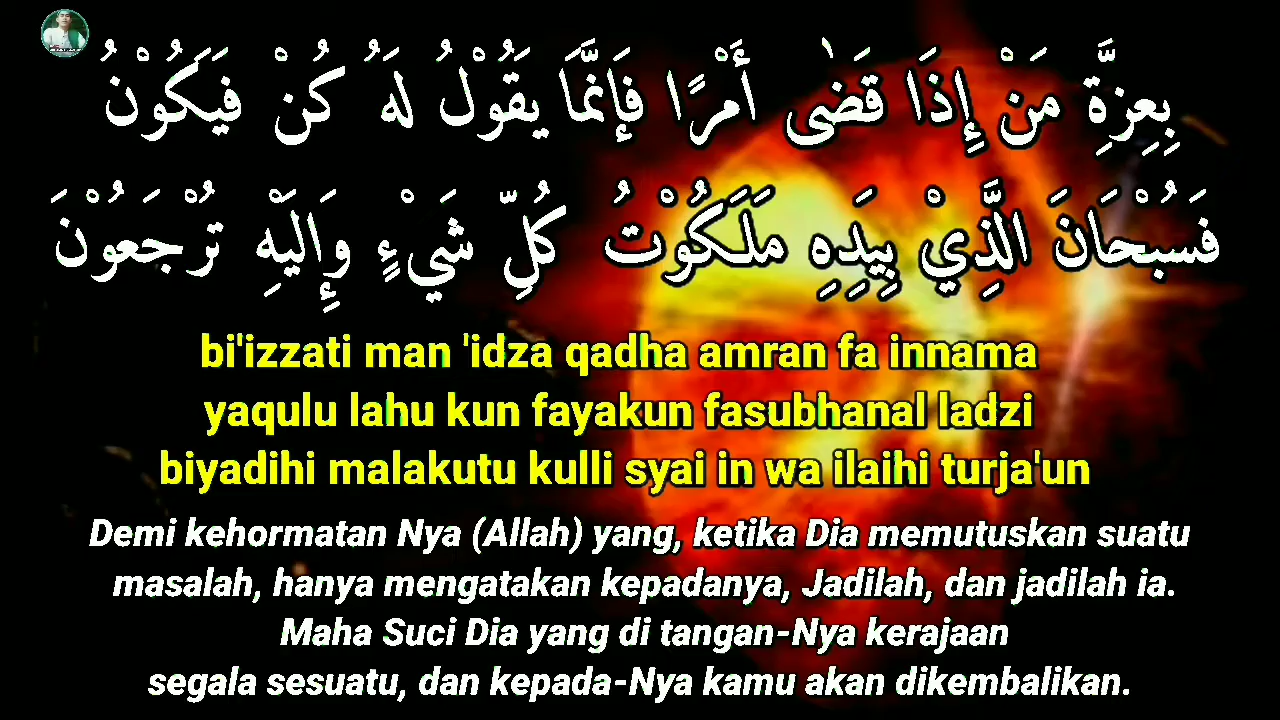 بِعِزَّةِ مَنْ إِذَا قَضٰى أَمْرًا فَإِنَّمَا يَقُوْلُ لَهُ كُنْ فَيَكُوْنُ
فَسُبْحَانَ الَّذِيْ بِيَدِهِ مَلَكُوْتُ كُلِّ شَيْءٍ وَإِلَيْهِ تُرْجَعُوْنَ
bi'izzati man 'idza qadha amran fa innama
yaqulu lahu kun fayakun fasubhanal ladzi
biyadihi malakutu kulli syai in wa ilaihi turja'un
Demi kehormatan Nya (Allah) yang, ketika Dia memutuskan suatu
masalah, hanya mengatakan kepadanya, Jadilah, dan jadilah ia.
Maha Suci Dia yang di tangan-Nya kerajaan
segala sesuatu, dan kepada-Nya kamu akan dikembalikan.